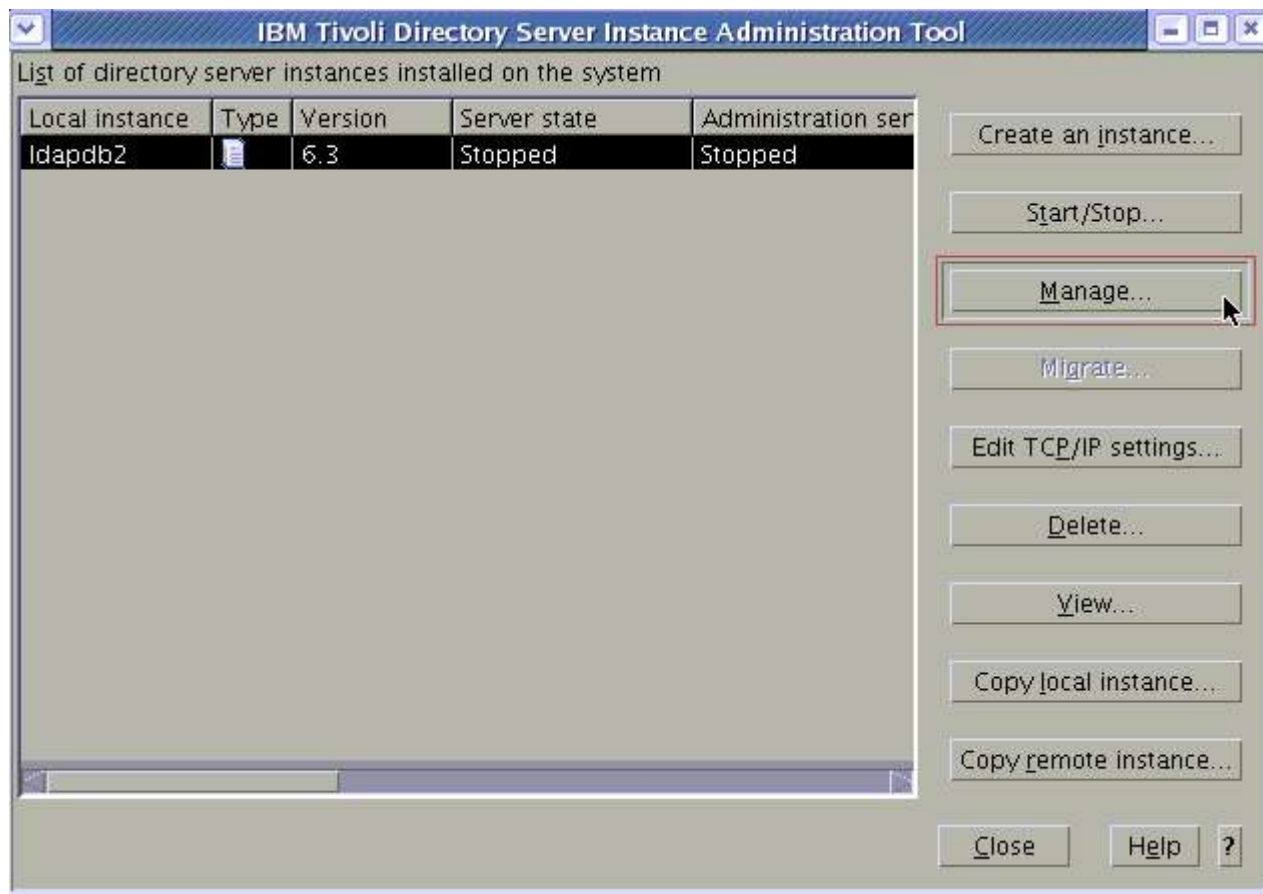 IBM Tivoli Directory Server Instance Administration Tool
List of directory server instances installed on the system
Local instance Type Version Server state Administration ser
ldapdb2 6.3 Stopped Stopped
Create an instance...
Start/Stop...
Manage...
Migrate...
Edit TCP/IP settings...
Delete...
View...
Copy local instance...
Copy remote instance...
Close Help ?